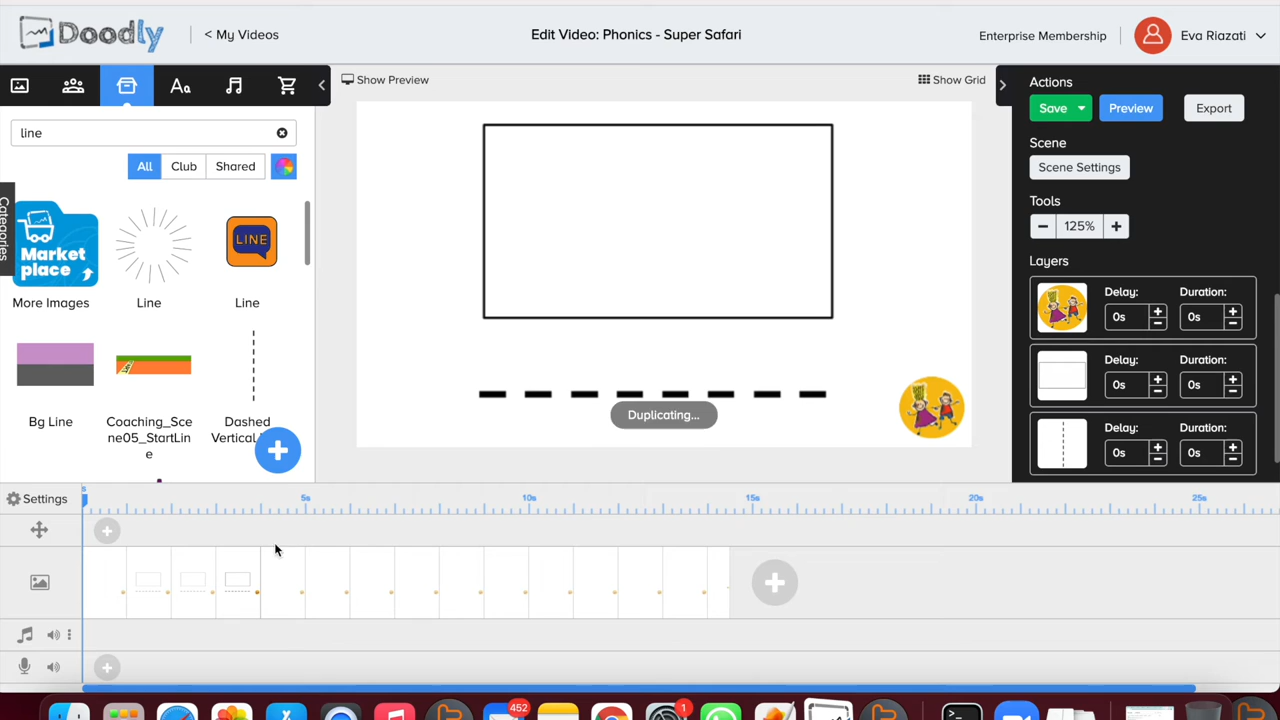 Doodly
< My Videos
Edit Video: Phonics - Super Safari
Enterprise Membership
Eva Riazati
Show Preview
Show Grid
line
All
Club
Shared
Categories
Market
place
LINE
More Images
Line
Line
Bg Line
Coaching_Sce
ne05_StartLin
e
Dashed
Vertical
Duplicating...
Actions
Save
Preview
Export
Scene
Scene Settings
Tools
125%
Layers
Delay:
Duration:
0s
0s
Delay:
Duration:
0s
0s
Delay:
Duration:
0s
0s
Settings
5s
10s
15s
20s
25s
452
1